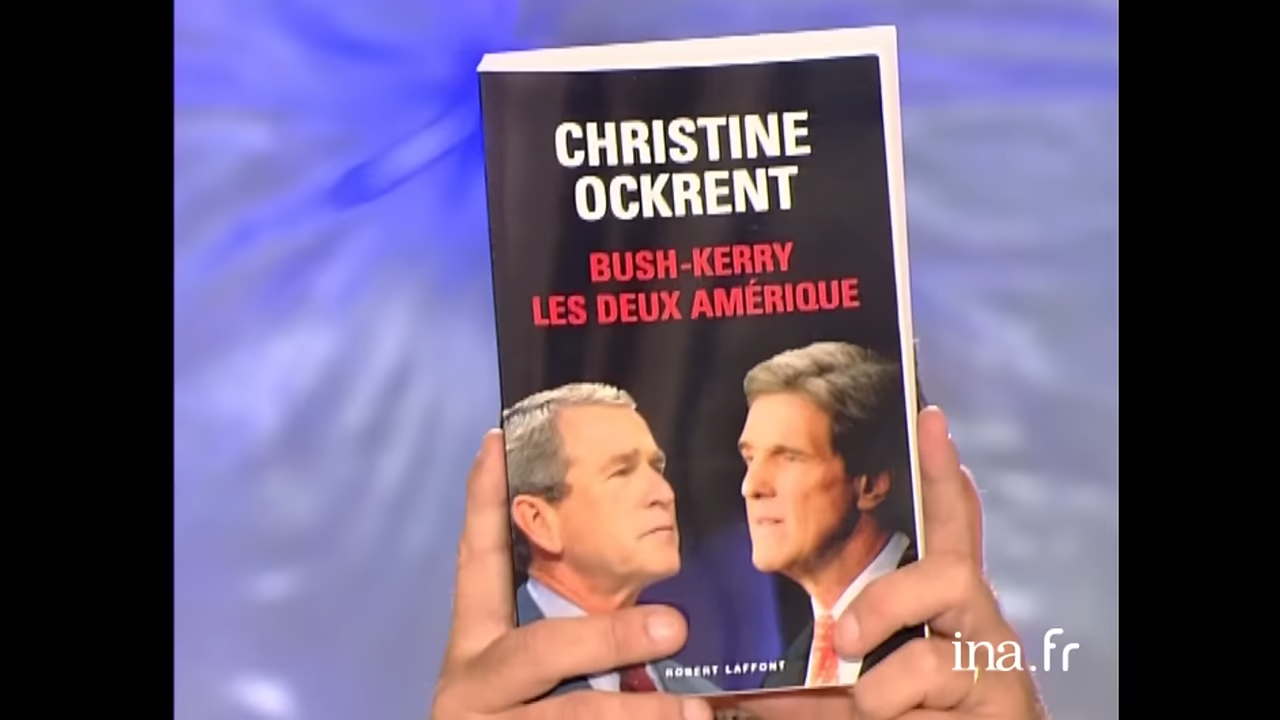 CHRISTINE
OCKRENT
BUSH-KERRY
LES DEUX AMÉRIQUE
ROBERT LAFFONT
ina.fr